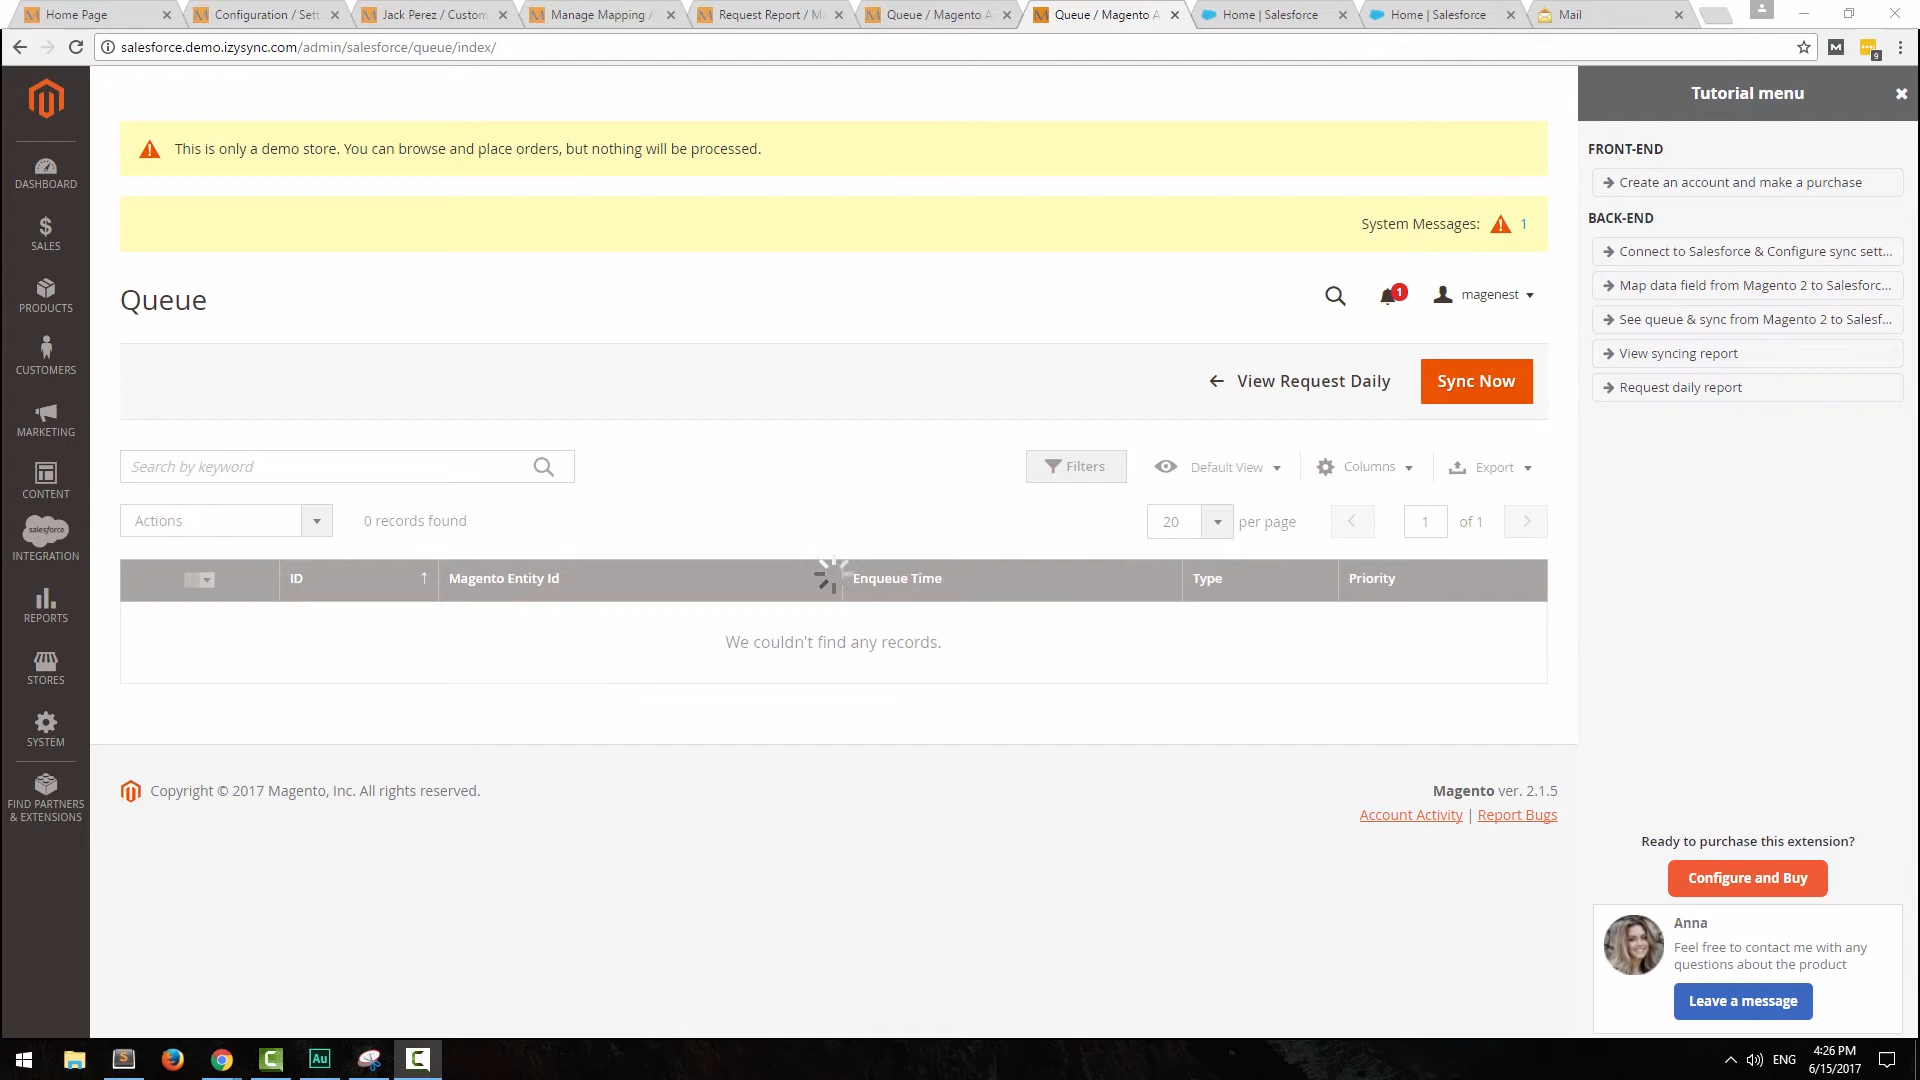 Home Page
Configuration / Sett
Jack Perez / Custom
Manage Mapping /
Request Report / M
Queue / Magento A
Queue / Magento A
Home | Salesforce
Home | Salesforce
Mail
salesforce.demo.izysync.com/admin/salesforce/queue/index/
9
Tutorial menu
This is only a demo store. You can browse and place orders, but nothing will be processed.
FRONT-END
Create an account and make a purchase
BACK-END
System Messages: 1
Connect to Salesforce & Configure sync sett...
Map data field from Magento 2 to Salesforc...
See queue & sync from Magento 2 to Salesf...
View syncing report
Request daily report
DASHBOARD
SALES
PRODUCTS
CUSTOMERS
MARKETING
CONTENT
salesforce
INTEGRATION
REPORTS
STORES
SYSTEM
FIND PARTNERS
& EXTENSIONS
Queue
1
magenest
View Request Daily
Sync Now
Search by keyword
Filters
Default View
Columns
Export
Actions
0 records found
20
per page
1
of 1
ID
Magento Entity Id
Enqueue Time
Type
Priority
We couldn't find any records.
Copyright © 2017 Magento, Inc. All rights reserved.
Magento ver. 2.1.5
Account Activity | Report Bugs
Ready to purchase this extension?
Configure and Buy
Anna
Feel free to contact me with any
questions about the product
Leave a message
S
Au
ENG
4:26 PM
6/15/2017